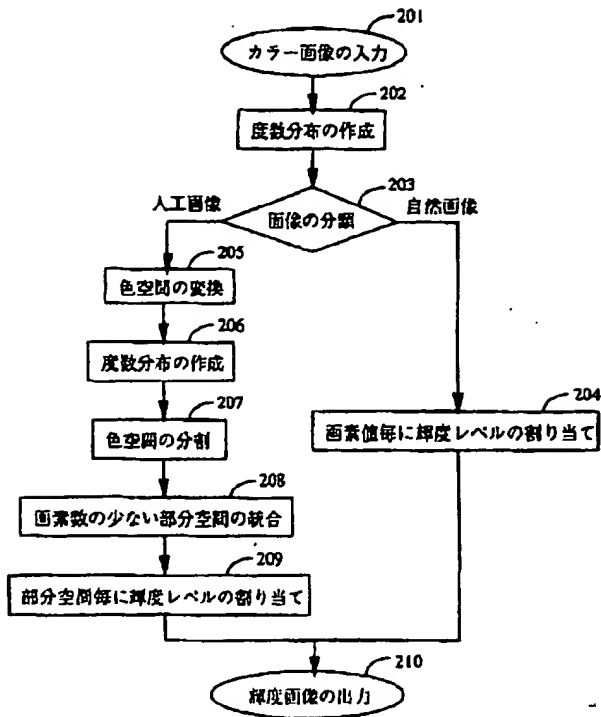 201
カラー画像の入力
202
度数分布の作成
203
画像の分類
人工画像
自然画像
205
色空間の変換
206
度数分布の作成
207
色空間の分割
208
画素数の少ない部分空間の統合
209
部分空間毎に輝度レベルの割り当て
204
画素値毎に輝度レベルの割り当て
210
輝度画像の出力